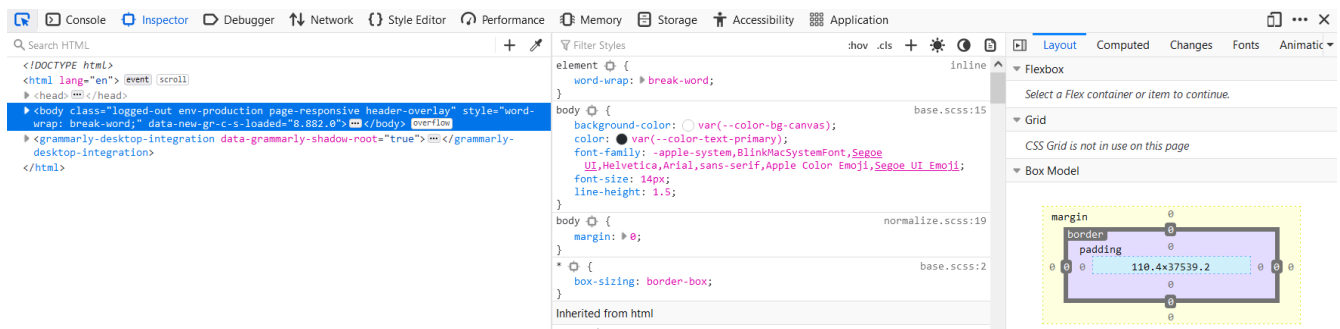 Console Inspector Debugger Network {} Style Editor Performance Memory Storage Accessibility Application
Search HTML
<!DOCTYPE html>
<html lang="en"> event scroll
<head> ⋯ </head>
<body class="logged-out env-production page-responsive header-overlay" style="word-
wrap: break-word;" data-new-gr-c-s-loaded="8.882.0"> ⋯ </body> overflow
<grammarly-desktop-integration data-grammarly-shadow-root="true"> ⋯ </grammarly-
desktop-integration>
</html>
Filter Styles :hov .cls
element { inline
word-wrap: break-word;
}
body { base.scss:15
background-color: var(--color-bg-canvas);
color: var(--color-text-primary);
font-family: -apple-system,BlinkMacSystemFont,Segoe
UI,Helvetica,Arial,sans-serif,Apple Color Emoji,Segoe UI Emoji;
font-size: 14px;
line-height: 1.5;
}
body { normalize.scss:19
margin: 0;
}
* { base.scss:2
box-sizing: border-box;
}
Inherited from html
Layout Computed Changes Fonts Animatic
Flexbox
Select a Flex container or item to continue.
Grid
CSS Grid is not in use on this page
Box Model
margin 0
border 0
padding 0
0 0 0 110.4×37539.2 0 0 0
0
0
0